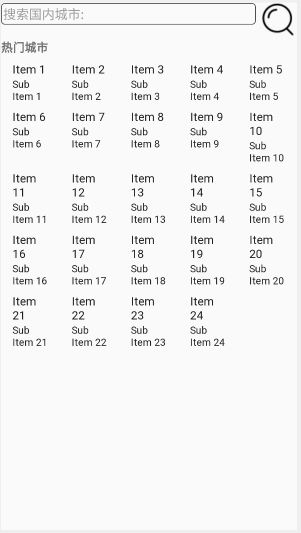 搜索国内城市:
热门城市
Item 1 Item 2 Item 3 Item 4 Item 5
Sub Sub Sub Sub Sub
Item 1 Item 2 Item 3 Item 4 Item 5
Item 6 Item 7 Item 8 Item 9 Item
10
Sub Sub Sub Sub Sub
Item 6 Item 7 Item 8 Item 9 Item 10
Item Item Item Item Item
11 12 13 14 15
Sub Sub Sub Sub Sub
Item 11 Item 12 Item 13 Item 14 Item 15
Item Item Item Item Item
16 17 18 19 20
Sub Sub Sub Sub Sub
Item 16 Item 17 Item 18 Item 19 Item 20
Item Item Item Item
21 22 23 24
Sub Sub Sub Sub
Item 21 Item 22 Item 23 Item 24